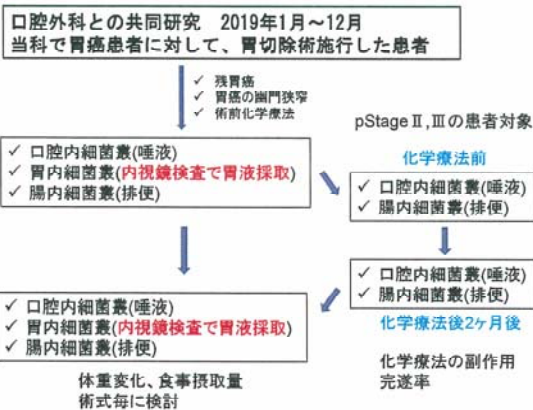 口腔外科との共同研究　2019年1月～12月
当科で胃癌患者に対して、胃切除術施行した患者
✓ 残胃癌
✓ 胃癌の幽門狭窄
✓ 術前化学療法
pStageⅡ,Ⅲの患者対象
✓ 口腔内細菌叢(唾液)
✓ 胃内細菌叢(内視鏡検査で胃液採取)
✓ 腸内細菌叢(排便)
化学療法前
✓ 口腔内細菌叢(唾液)
✓ 腸内細菌叢(排便)
✓ 口腔内細菌叢(唾液)
✓ 腸内細菌叢(排便)
化学療法後2ヶ月後
✓ 口腔内細菌叢(唾液)
✓ 胃内細菌叢(内視鏡検査で胃液採取)
✓ 腸内細菌叢(排便)
化学療法の副作用
完遂率
体重変化、食事摂取量
術式毎に検討